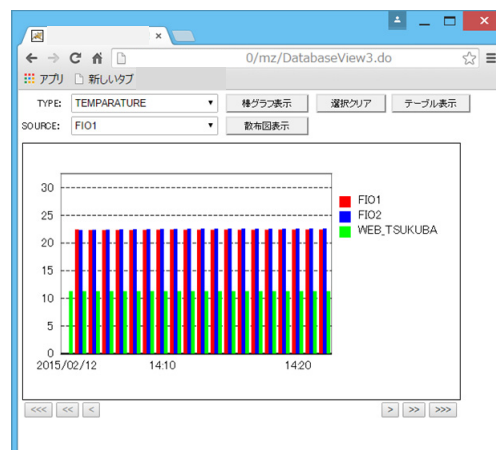 0/mz/DatabaseView3.do
アプリ 新しいタブ
TYPE: TEMPARATURE 棒グラフ表示 選択クリア テーブル表示
SOURCE: FIO1 散布図表示
30
25
20
15
10
5
0
FIO1
FIO2
WEB_TSUKUBA
2015/02/12 14:10 14:20
<<< << < > >> >>>